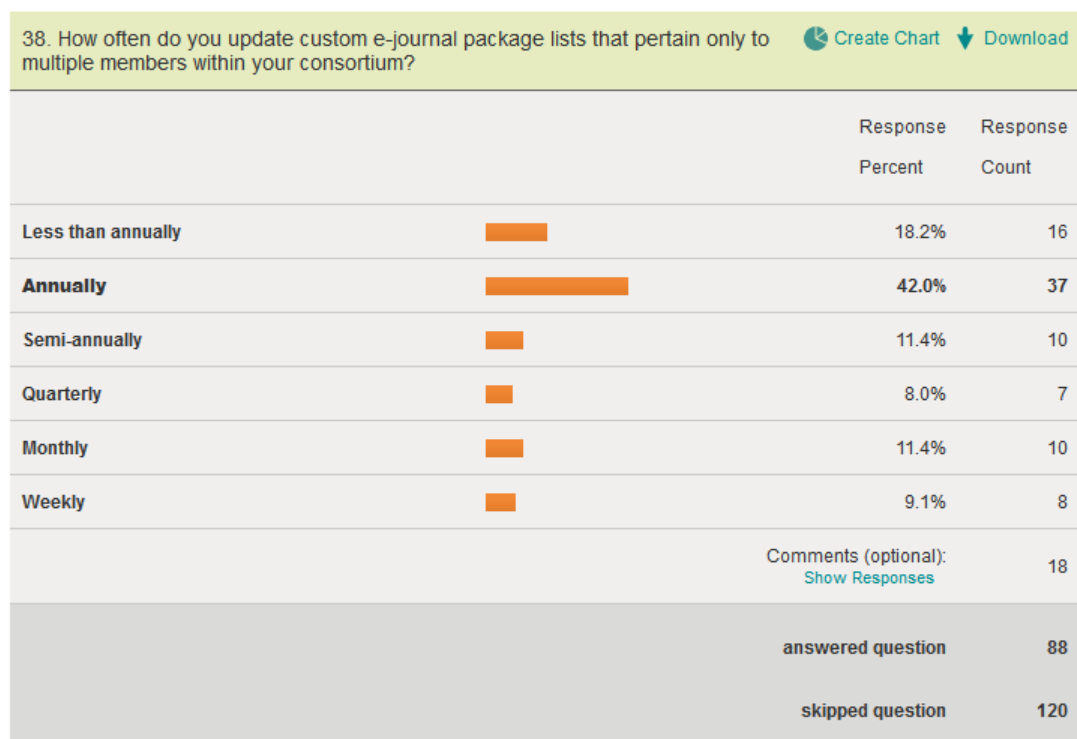 38. How often do you update custom e-journal package lists that pertain only to
multiple members within your consortium?
Create Chart Download
Response Percent Response Count
Less than annually 18.2% 16
Annually 42.0% 37
Semi-annually 11.4% 10
Quarterly 8.0% 7
Monthly 11.4% 10
Weekly 9.1% 8
Comments (optional):
Show Responses 18
answered question 88
skipped question 120